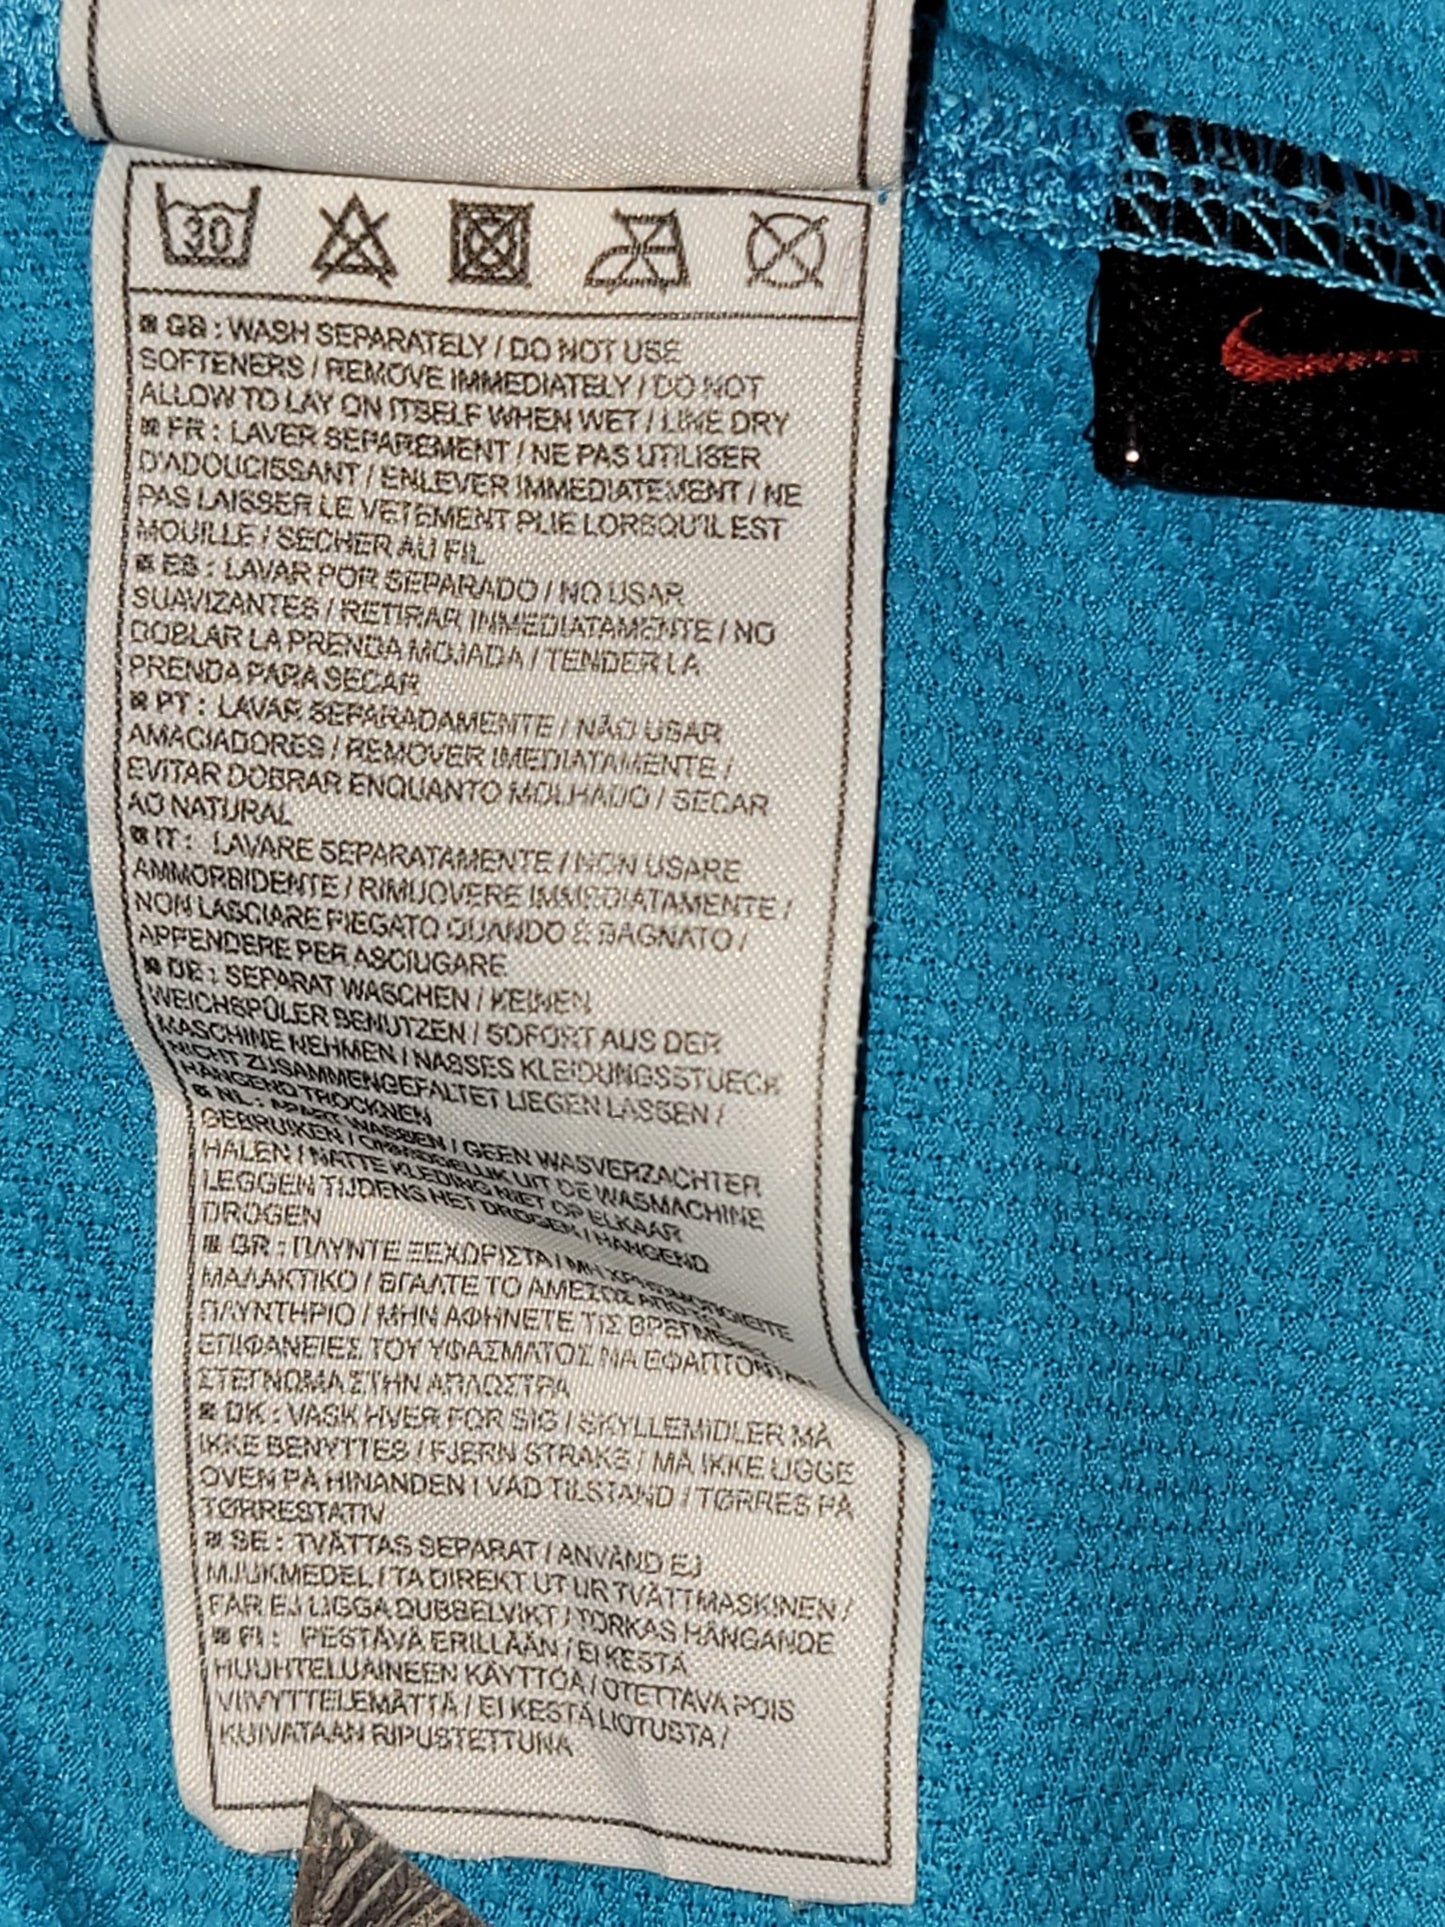 30
GB : WASH SEPARATELY / DO NOT USE
SOFTENERS / REMOVE IMMEDIATELY / DO NOT
ALLOW TO LAY ON ITSELF WHEN WET / LINE DRY
FR : LAVER SEPAREMENT / NE PAS UTILISER
D'ADOUCISSANT / ENLEVER IMMEDIATEMENT / NE
PAS LAISSER LE VETEMENT PLIE LORSQU'IL EST
MOUILLE / SECHER AU FIL
ES : LAVAR POR SEPARADO / NO USAR
SUAVIZANTES / RETIRAR INMEDIATAMENTE / NO
DOBLAR LA PRENDA MOJADA / TENDER LA
PRENDA PARA SECAR
PT : LAVAR SEPARADAMENTE / NÃO USAR
AMACIADORES / REMOVER IMEDIATAMENTE /
EVITAR DOBRAR ENQUANTO MOLHADO / SECAR
AO NATURAL
IT : LAVARE SEPARATAMENTE / NON USARE
AMMORBIDENTE / RIMUOVERE IMMEDIATAMENTE /
NON LASCIARE PIEGATO QUANDO È BAGNATO /
APPENDERE PER ASCIUGARE
DE : SEPARAT WASCHEN / KEINEN
WEICHSPÜLER BENUTZEN / SOFORT AUS DER
MASCHINE NEHMEN / NASSES KLEIDUNGSSTUECK
NICHT ZUSAMMENGEFALTET LIEGEN LASSEN /
HÄNGEND TROCKNEN
NL : APART WASSEN / GEEN WASVERZACHTER
GEBRUIKEN / ONMIDDELIJK UIT DE WASMACHINE
HALEN / NATTE KLEDING NIET OP ELKAAR
LEGGEN TIJDENS HET DROGEN / HANGEND
DROGEN
GR : ΠΛΥΝΤΕ ΞΕΧΩΡΙΣΤΑ / ΜΗ ΧΡΗΣΙΜΟΠΟΙΕΙΤΕ
ΜΑΛΑΚΤΙΚΟ / ΒΓΑΛΤΕ ΤΟ ΑΜΕΣΩΣ ΑΠΟ ΤΟ
ΠΛΥΝΤΗΡΙΟ / ΜΗΝ ΑΦΗΝΕΤΕ ΤΙΣ ΒΡΕΓΜΕΝΕΣ
ΕΠΙΦΑΝΕΙΕΣ ΤΟΥ ΥΦΑΣΜΑΤΟΣ ΝΑ ΕΦΑΠΤΟΝΤΑΙ
ΣΤΕΓΝΩΜΑ ΣΤΗΝ ΑΠΛΩΣΤΡΑ
DK : VASK HVER FOR SIG / SKYLLEMIDLER MÅ
IKKE BENYTTES / FJERN STRAKS / MÅ IKKE LIGGE
OVEN PÅ HINANDEN I VÅD TILSTAND / TØRRES PÅ
TØRRESTATIV
SE : TVÄTTAS SEPARAT / ANVÄND EJ
MJUKMEDEL / TA DIREKT UT UR TVÄTTMASKINEN /
FÅR EJ LIGGA DUBBELVIKT / TORKAS HÄNGANDE
FI : PESTÄVÄ ERILLÄÄN / EI KESTÄ
HUUHTELUAINEEN KÄYTTÖÄ / OTETTAVA POIS
VIIVYTTELEMÄTTÄ / EI KESTÄ LIOTUSTA /
KUIVATAAN RIPUSTETTUNA